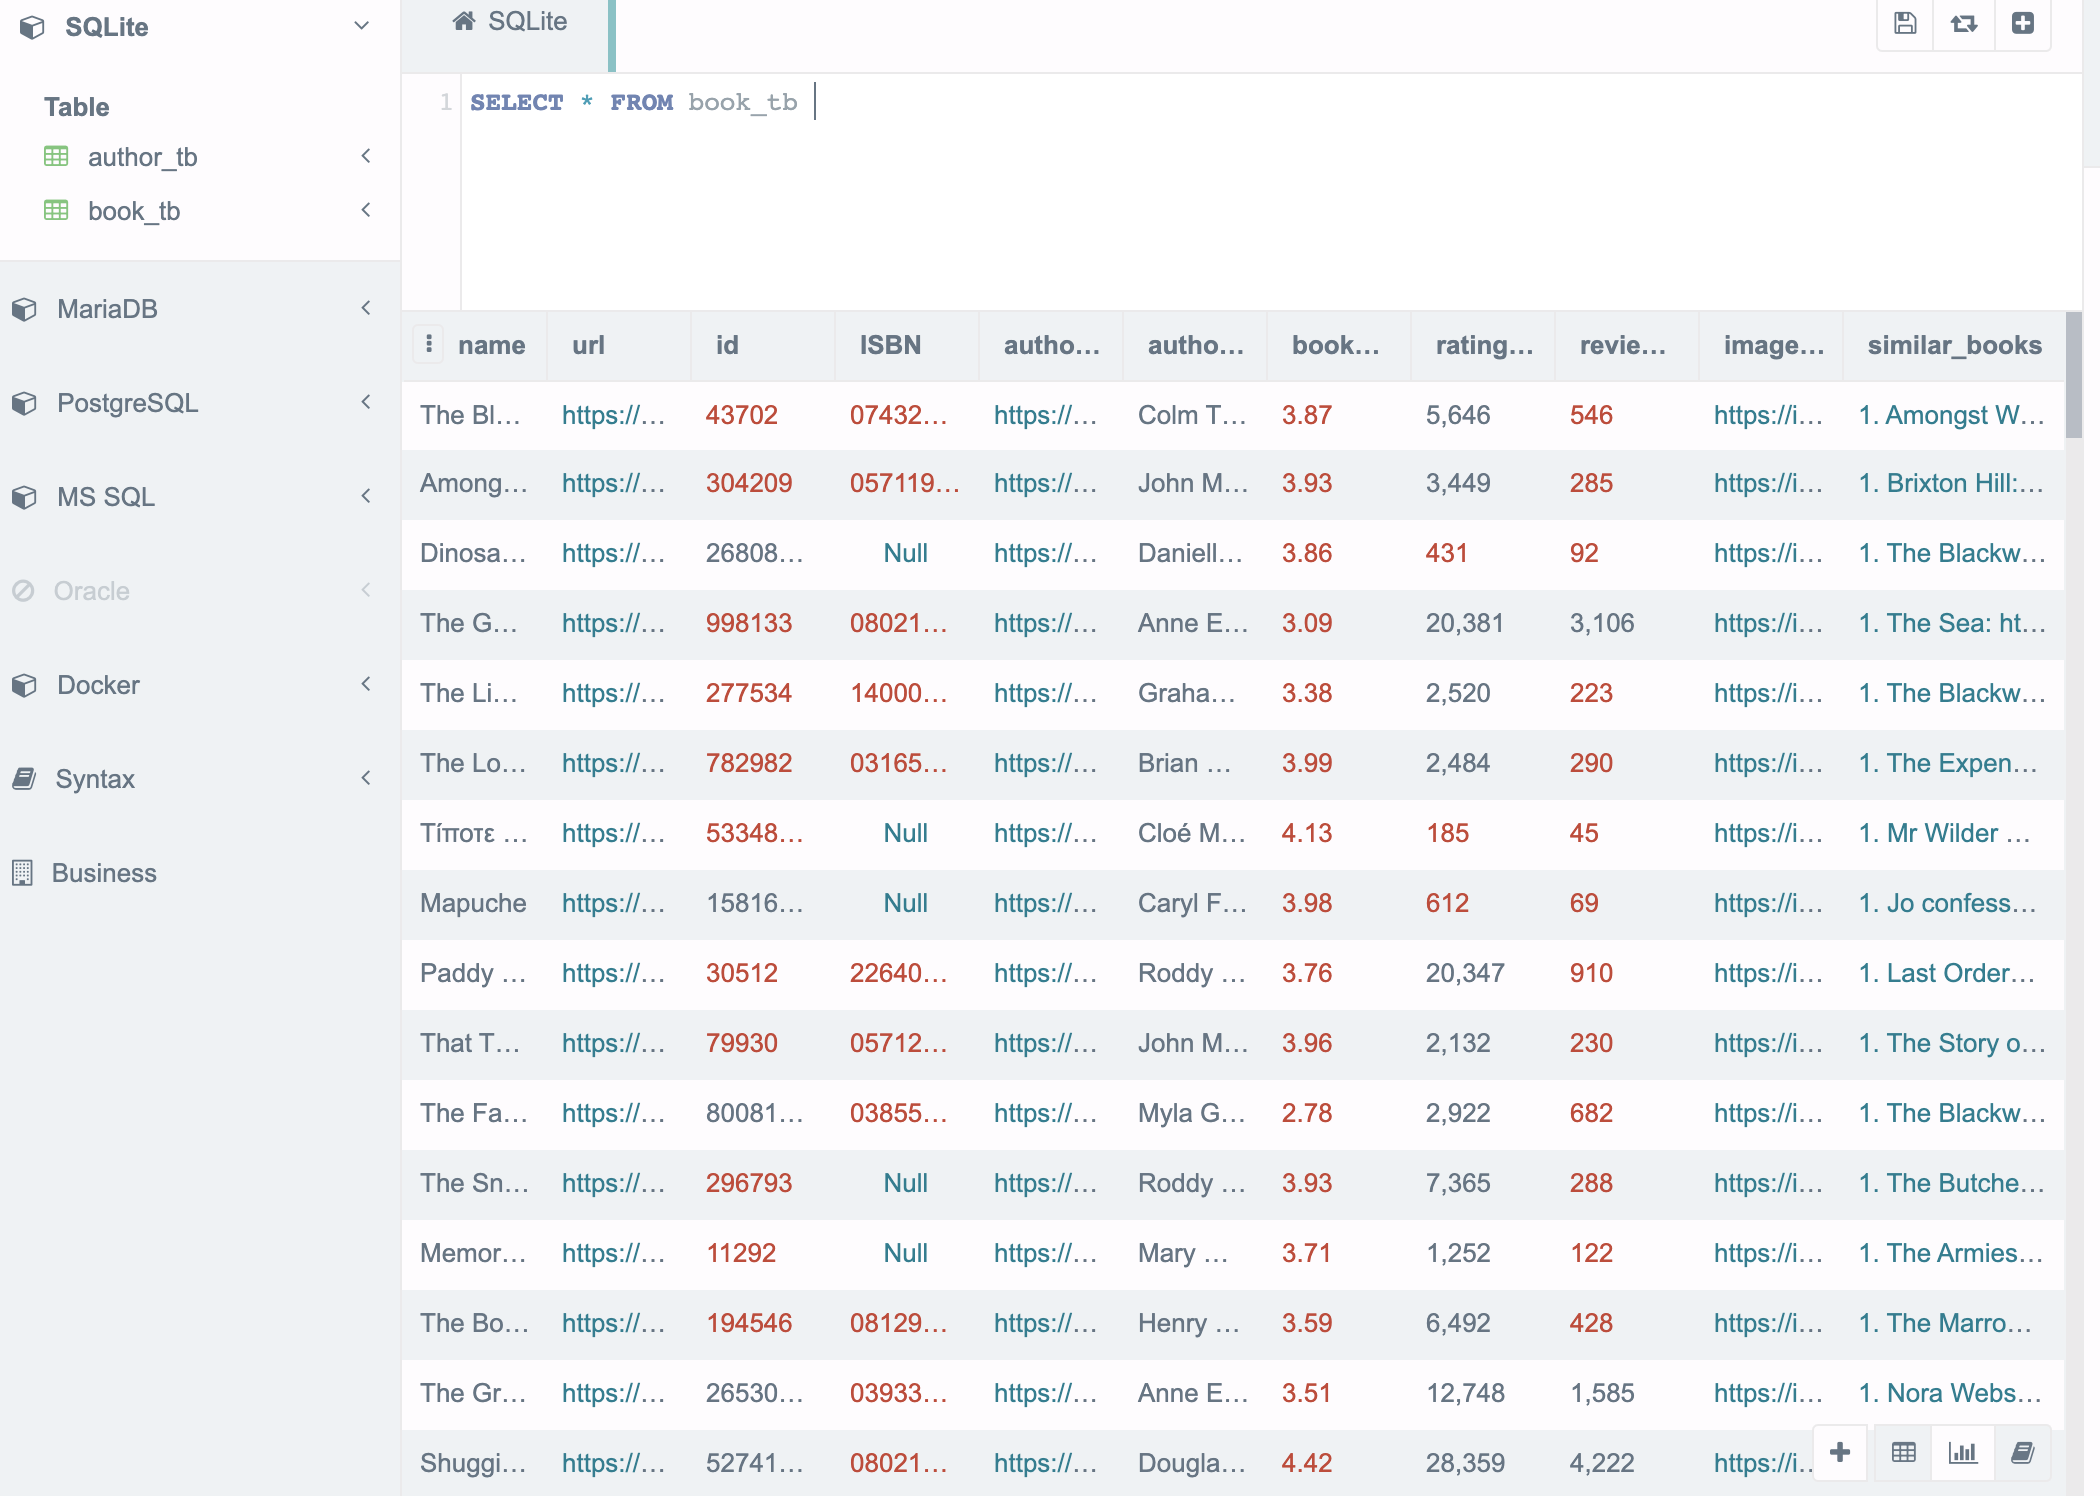 SQLite
Table
author_tb
book_tb
MariaDB
PostgreSQL
MS SQL
Oracle
Docker
Syntax
Business
SQLite
1 SELECT * FROM book_tb
name url id ISBN autho... autho... book... rating... revie... image... similar_books
The Bl... https://... 43702 07432... https://... Colm T... 3.87 5,646 546 https://i... 1. Amongst W...
Among... https://... 304209 057119... https://... John M... 3.93 3,449 285 https://i... 1. Brixton Hill:...
Dinosa... https://... 26808... Null https://... Daniell... 3.86 431 92 https://i... 1. The Blackw...
The G... https://... 998133 08021... https://... Anne E... 3.09 20,381 3,106 https://i... 1. The Sea: ht...
The Li... https://... 277534 14000... https://... Graha... 3.38 2,520 223 https://i... 1. The Blackw...
The Lo... https://... 782982 03165... https://... Brian ... 3.99 2,484 290 https://i... 1. The Expen...
Τίποτε ... https://... 53348... Null https://... Cloé M... 4.13 185 45 https://i... 1. Mr Wilder ...
Mapuche https://... 15816... Null https://... Caryl F... 3.98 612 69 https://i... 1. Jo confess...
Paddy ... https://... 30512 22640... https://... Roddy ... 3.76 20,347 910 https://i... 1. Last Order...
That T... https://... 79930 05712... https://... John M... 3.96 2,132 230 https://i... 1. The Story o...
The Fa... https://... 80081... 03855... https://... Myla G... 2.78 2,922 682 https://i... 1. The Blackw...
The Sn... https://... 296793 Null https://... Roddy ... 3.93 7,365 288 https://i... 1. The Butche...
Memor... https://... 11292 Null https://... Mary ... 3.71 1,252 122 https://i... 1. The Armies...
The Bo... https://... 194546 08129... https://... Henry ... 3.59 6,492 428 https://i... 1. The Marro...
The Gr... https://... 26530... 03933... https://... Anne E... 3.51 12,748 1,585 https://i... 1. Nora Webs...
Shuggi... https://... 52741... 08021... https://... Dougla... 4.42 28,359 4,222 https://i...